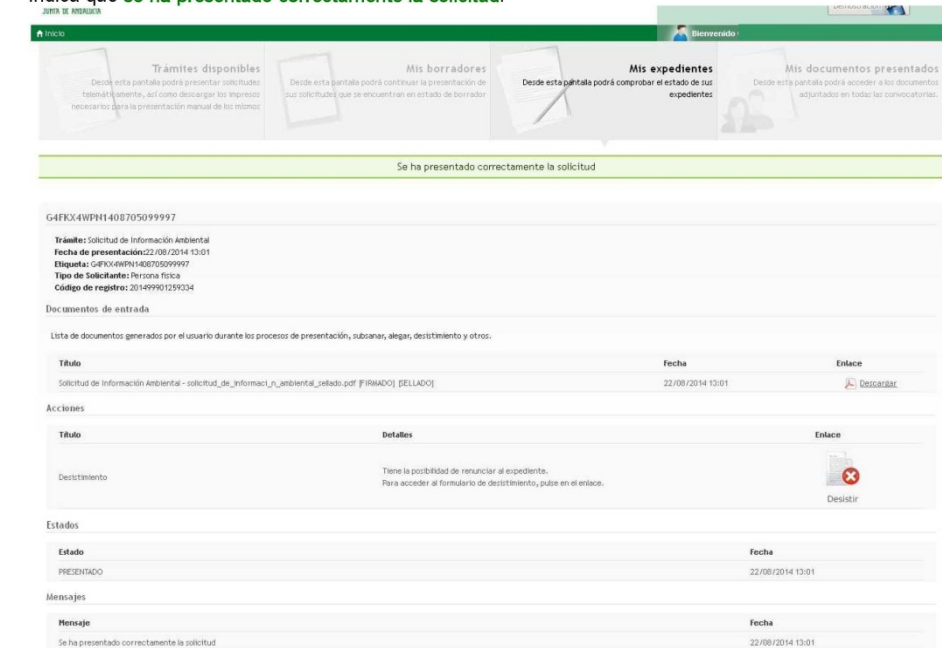 indica que se ha presentado correctamente la solicitud
JUNTA DE ANDALUCIA
Inicio
Bienvenido
Trámites disponibles
Desde esta pantalla podrá presentar solicitudes
telemáticamente, así como descargar los impresos
necesarios para la presentación manual de los mismos
Mis borradores
Desde esta pantalla podrá continuar la presentación de
sus solicitudes que se encuentran en estado de borrador
Mis expedientes
Desde esta pantalla podrá comprobar el estado de sus
expedientes
Mis documentos presentados
Desde esta pantalla podrá acceder a los documentos
adjuntados en todas las convocatorias.
Se ha presentado correctamente la solicitud
G4FKX4WPN1408705099997
Trámite: Solicitud de Información Ambiental
Fecha de presentación:22/08/2014 13:01
Etiqueta: G4FKX4WPN1408705099997
Tipo de Solicitante: Persona física
Código de registro: 201499901259334
Documentos de entrada
Lista de documentos generados por el usuario durante los procesos de presentación, subsanar, alegar, desistimiento y otros.
Título Fecha Enlace
Solicitud de Información Ambiental - solicitud_de_informaci_n_ambiental_sellado.pdf [FIRMADO] [SELLADO] 22/08/2014 13:01 Descargar
Acciones
Título Detalles Enlace
Desistimiento
Tiene la posibilidad de renunciar al expediente.
Para acceder al formulario de desistimiento, pulse en el enlace.
Desistir
Estados
Estado Fecha
PRESENTADO 22/08/2014 13:01
Mensajes
Mensaje Fecha
Se ha presentado correctamente la solicitud 22/08/2014 13:01